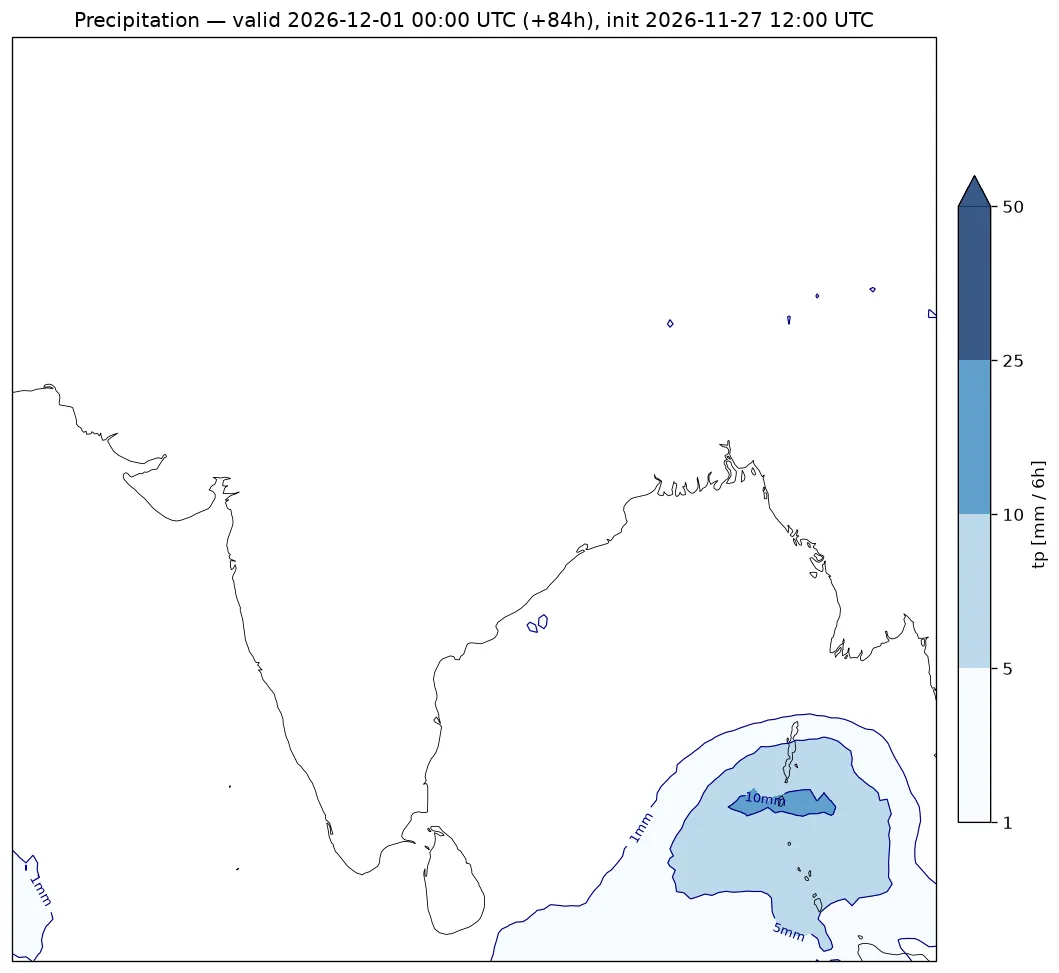 Precipitation — valid 2026-12-01 00:00 UTC (+84h), init 2026-11-27 12:00 UTC
50
25
10
5
1
tp [mm / 6h]
10mm
1mm
1mm
5mm